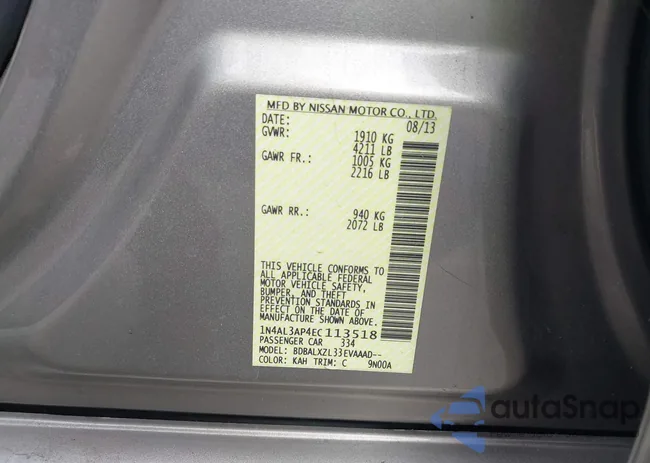 MFD BY NISSAN MOTOR CO., LTD.
DATE: 08/13
GVWR: 1910 KG
4211 LB
GAWR FR.: 1005 KG
2216 LB
GAWR RR.: 940 KG
2072 LB
THIS VEHICLE CONFORMS TO
ALL APPLICABLE FEDERAL
MOTOR VEHICLE SAFETY,
BUMPER, AND THEFT
PREVENTION STANDARDS IN
EFFECT ON THE DATE OF
MANUFACTURE SHOWN ABOVE.
1N4AL3AP4EC113518
PASSENGER CAR 334
MODEL: BDBALXZL33EVAAAD--
COLOR: KAH TRIM: C 9N00A
autoSnap